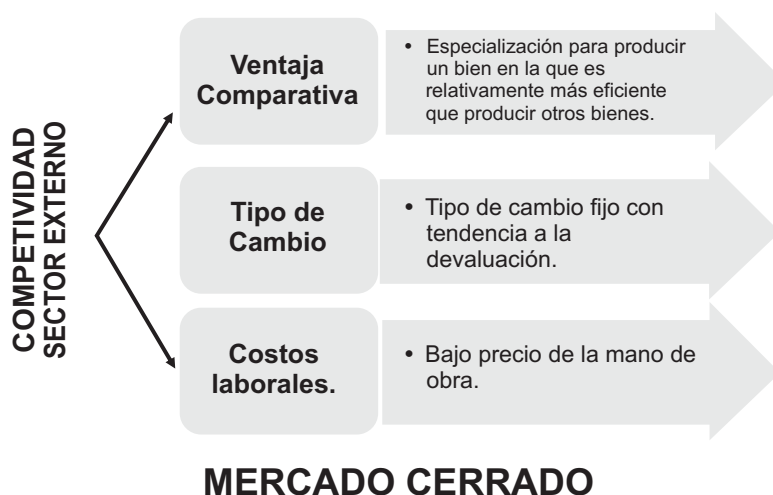 COMPETIVIDAD
SECTOR EXTERNO
Ventaja
Comparativa
• Especialización para producir
un bien en la que es
relativamente más eficiente
que producir otros bienes.
Tipo de
Cambio
• Tipo de cambio fijo con
tendencia a la
devaluación.
Costos
laborales.
• Bajo precio de la mano de
obra.
MERCADO CERRADO